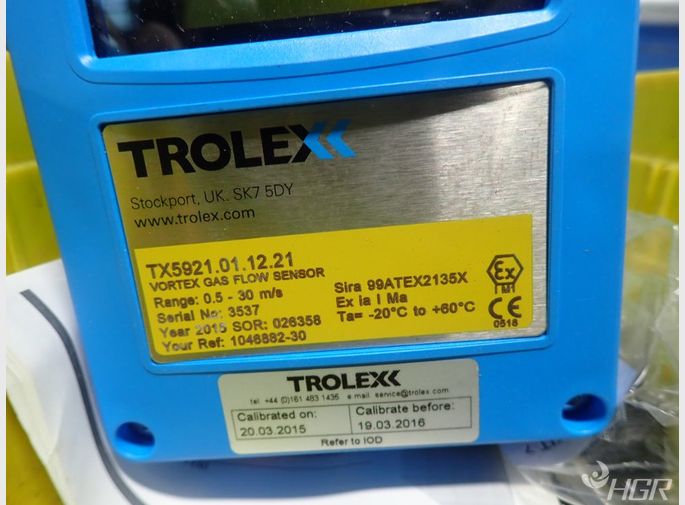 TROLEX
Stockport, UK. SK7 5DY
www.trolex.com
TX5921.01.12.21
VORTEX GAS FLOW SENSOR
Range: 0.5 - 30 m/s
Serial No: 3537
Year 2015 SOR: 026358
Your Ref: 1046882-30
Sira 99ATEX2135X
Ex ia I Ma
Ta= -20°C to +60°C
Ex
I M1
CE
0518
TROLEX
tel +44 (0)161 483 1435 e mail service@trolex.com
Calibrated on: Calibrate before:
20.03.2015 19.03.2016
Refer to IOD
HGR